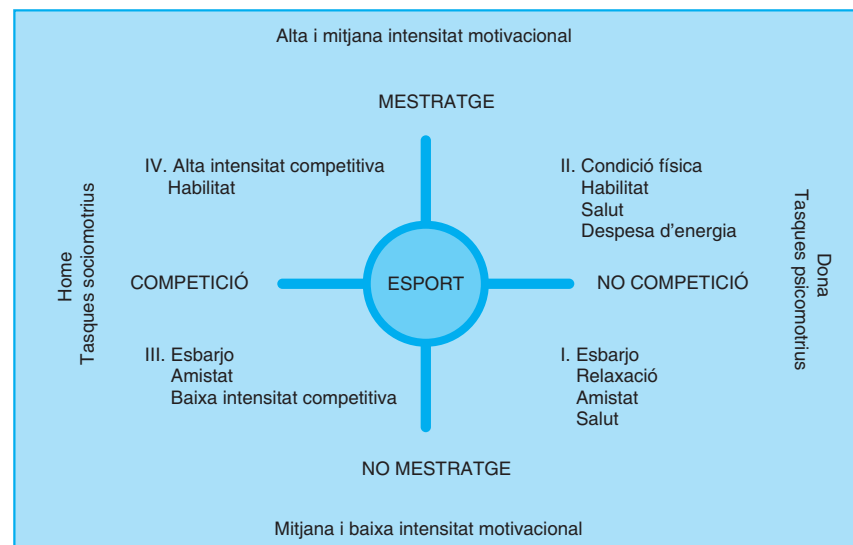 Alta i mitjana intensitat motivacional
MESTRATGE
IV. Alta intensitat competitiva
Habilitat
II. Condició física
Habilitat
Salut
Despesa d’energia
Home
Tasques sociomotrius
COMPETICIÓ
ESPORT
NO COMPETICIÓ
Dona
Tasques psicomotrius
III. Esbarjo
Amistat
Baixa intensitat competitiva
I. Esbarjo
Relaxació
Amistat
Salut
NO MESTRATGE
Mitjana i baixa intensitat motivacional